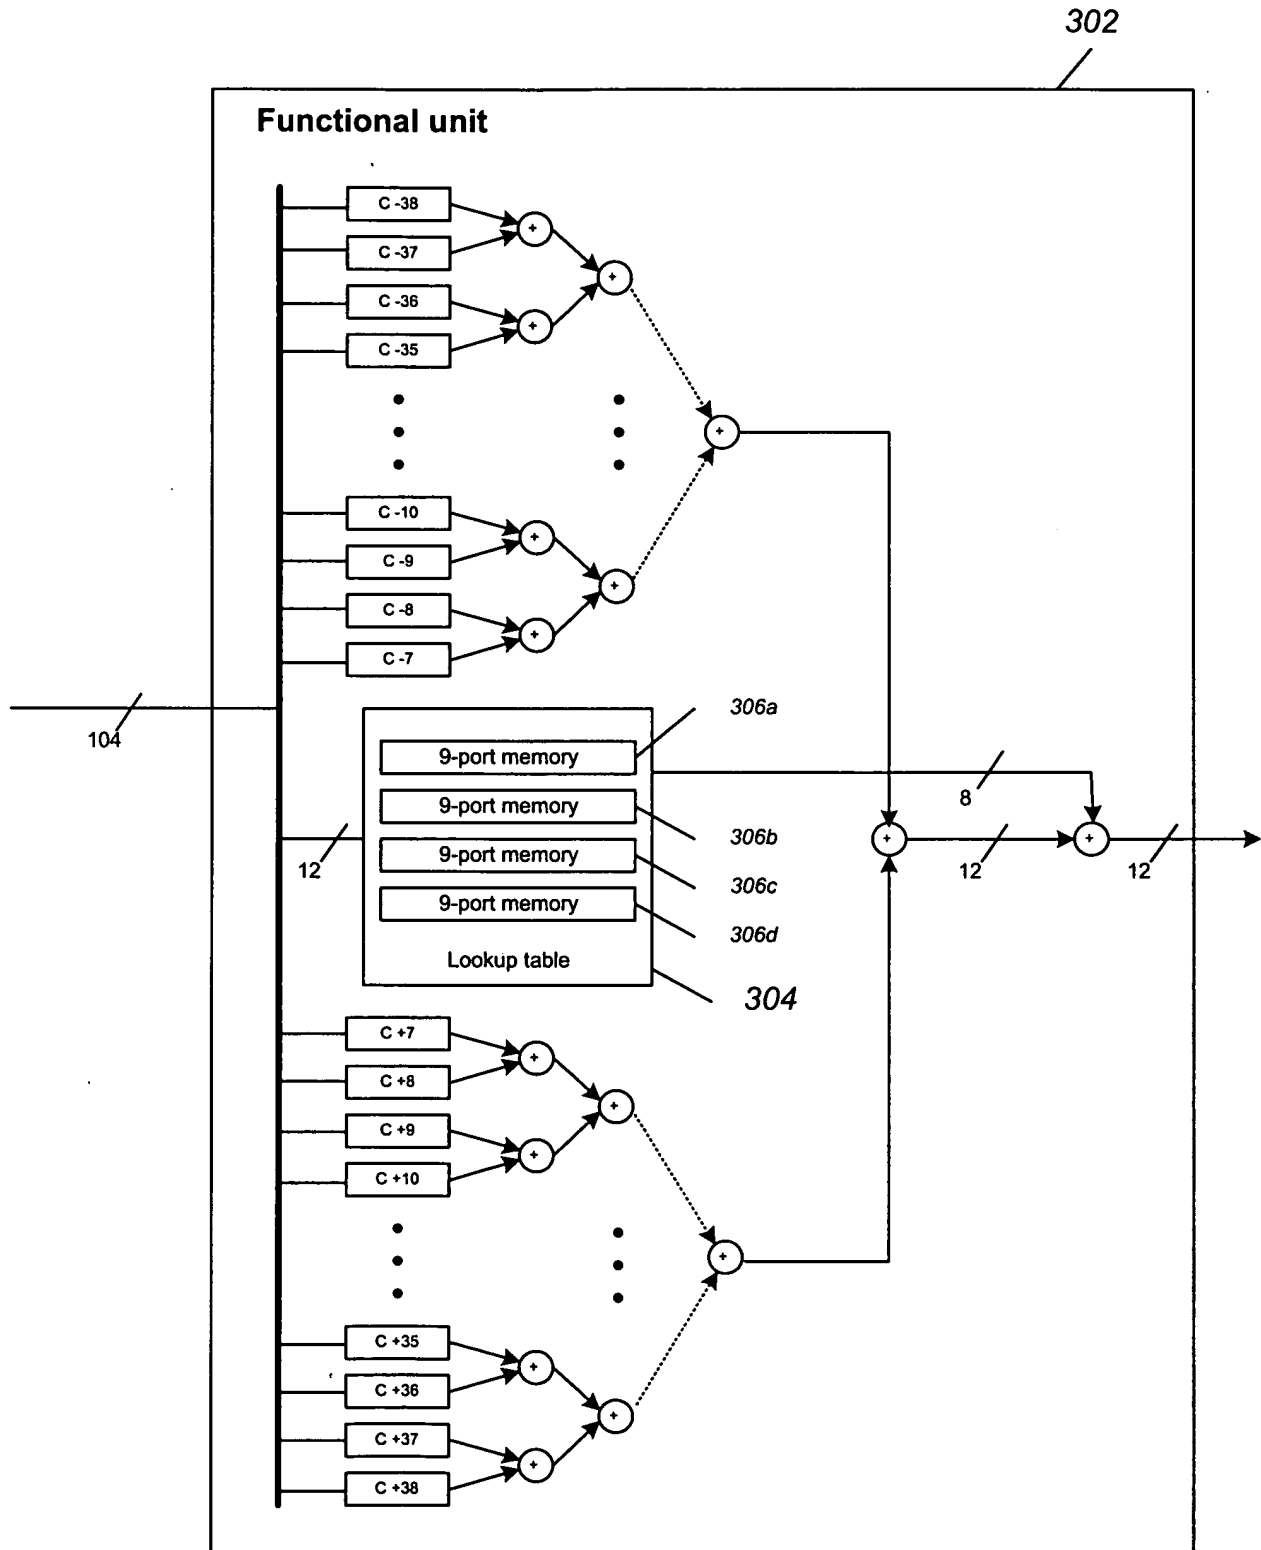 302
Functional unit
C -38
C -37
C -36
C -35
C -10
C -9
C -8
C -7
104
306a
9-port memory
9-port memory
8
306b
9-port memory
12
306c
12
12
9-port memory
306d
Lookup table
304
C +7
C +8
C +9
C +10
C +35
C +36
C +37
C +38